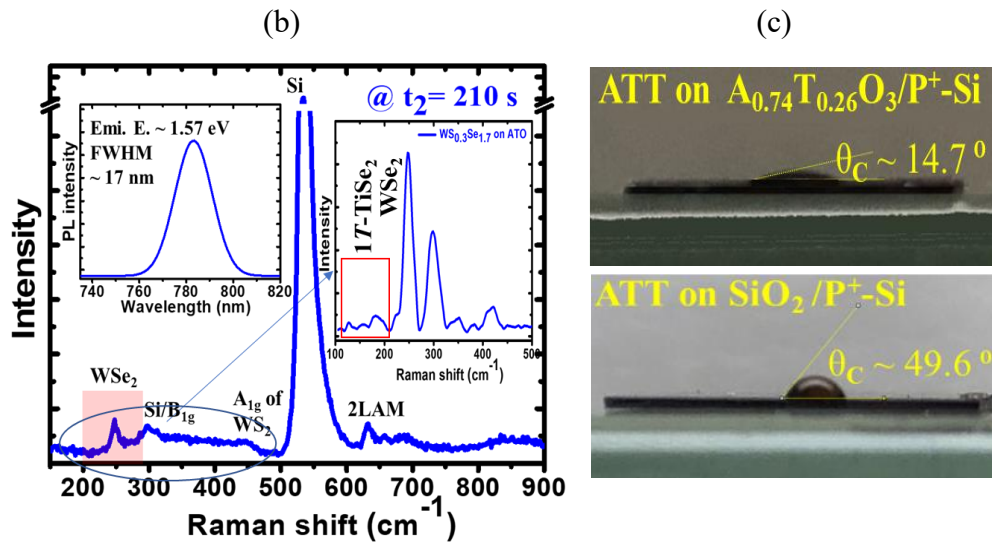 (b)
(c)
Si
@ t₂= 210 s
Emi. E. ~ 1.57 eV
FWHM
~ 17 nm
PL intensity
740 760 780 800 820
Wavelength (nm)
WS₀.₃Se₁.₇ on ATO
1T-TiSe₂
WSe₂
Intensity
100 200 300 400 500
Raman shift (cm⁻¹)
WSe₂
Si/B₁g
A₁g of
WS₂
2LAM
Intensity
200 300 400 500 600 700 800 900
Raman shift (cm⁻¹)
ATT on A₀.₇₄T₀.₂₆O₃/P⁺-Si
θ_C ~ 14.7 ⁰
ATT on SiO₂ /P⁺-Si
θ_C ~ 49.6 ⁰